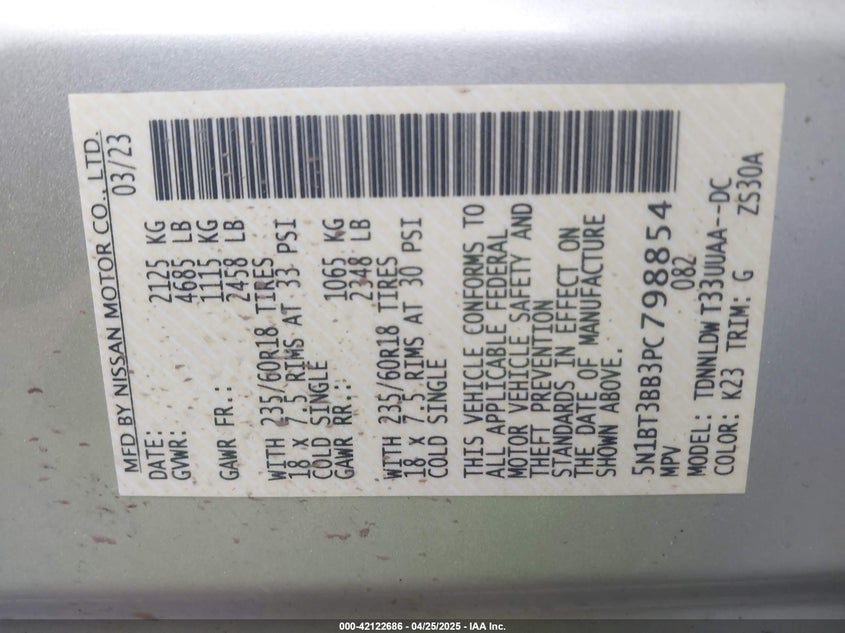 MFD BY NISSAN MOTOR CO., LTD.
DATE: 03/23
GVWR: 2125 KG
4685 LB
GAWR FR.: 1115 KG
2458 LB
WITH 235/60R18 TIRES
18 X 7.5 RIMS AT 33 PSI
COLD SINGLE
GAWR RR.: 1065 KG
2348 LB
WITH 235/60R18 TIRES
18 X 7.5 RIMS AT 30 PSI
COLD SINGLE
THIS VEHICLE CONFORMS TO
ALL APPLICABLE FEDERAL
MOTOR VEHICLE SAFETY AND
THEFT PREVENTION
STANDARDS IN EFFECT ON
THE DATE OF MANUFACTURE
SHOWN ABOVE.
5N1BT3BB3PC798854
MPV 082
MODEL: TDNNLDWT33UUAA--DC
COLOR: K23 TRIM: G ZS30A
000-42122686 - 04/25/2025 - IAA Inc.